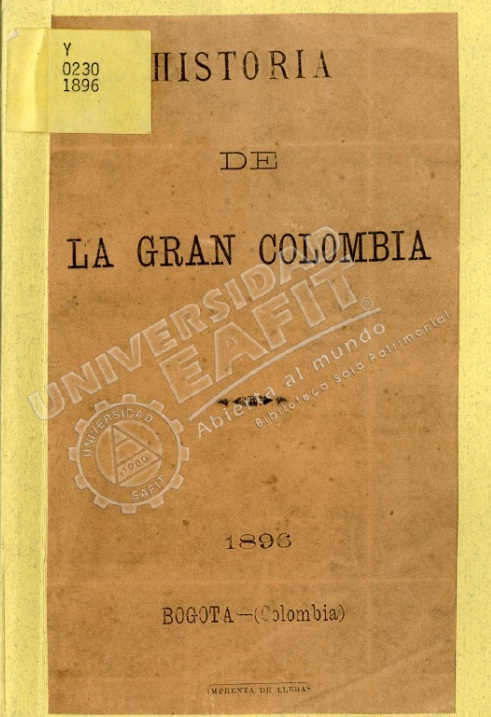 Y
0230
1896
HISTORIA
DE
LA GRAN COLOMBIA
UNIVERSIDAD
EAFIT®
Abierta al mundo
Biblioteca Sala Patrimonial
UNIVERSIDAD
1960
EAFIT
1896
BOGOTA—(Colombia)
IMPRENTA DE LLERAS